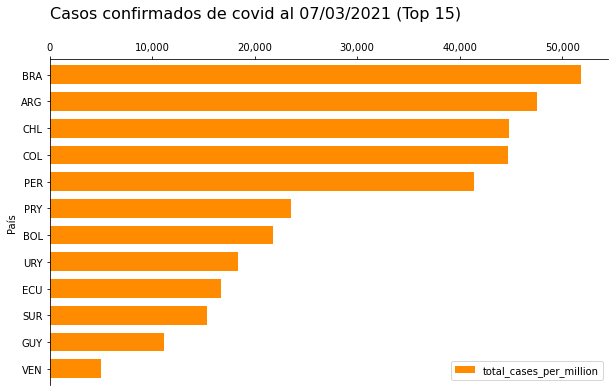 Casos confirmados de covid al 07/03/2021 (Top 15)
0 10,000 20,000 30,000 40,000 50,000
País
BRA
ARG
CHL
COL
PER
PRY
BOL
URY
ECU
SUR
GUY
VEN
total_cases_per_million